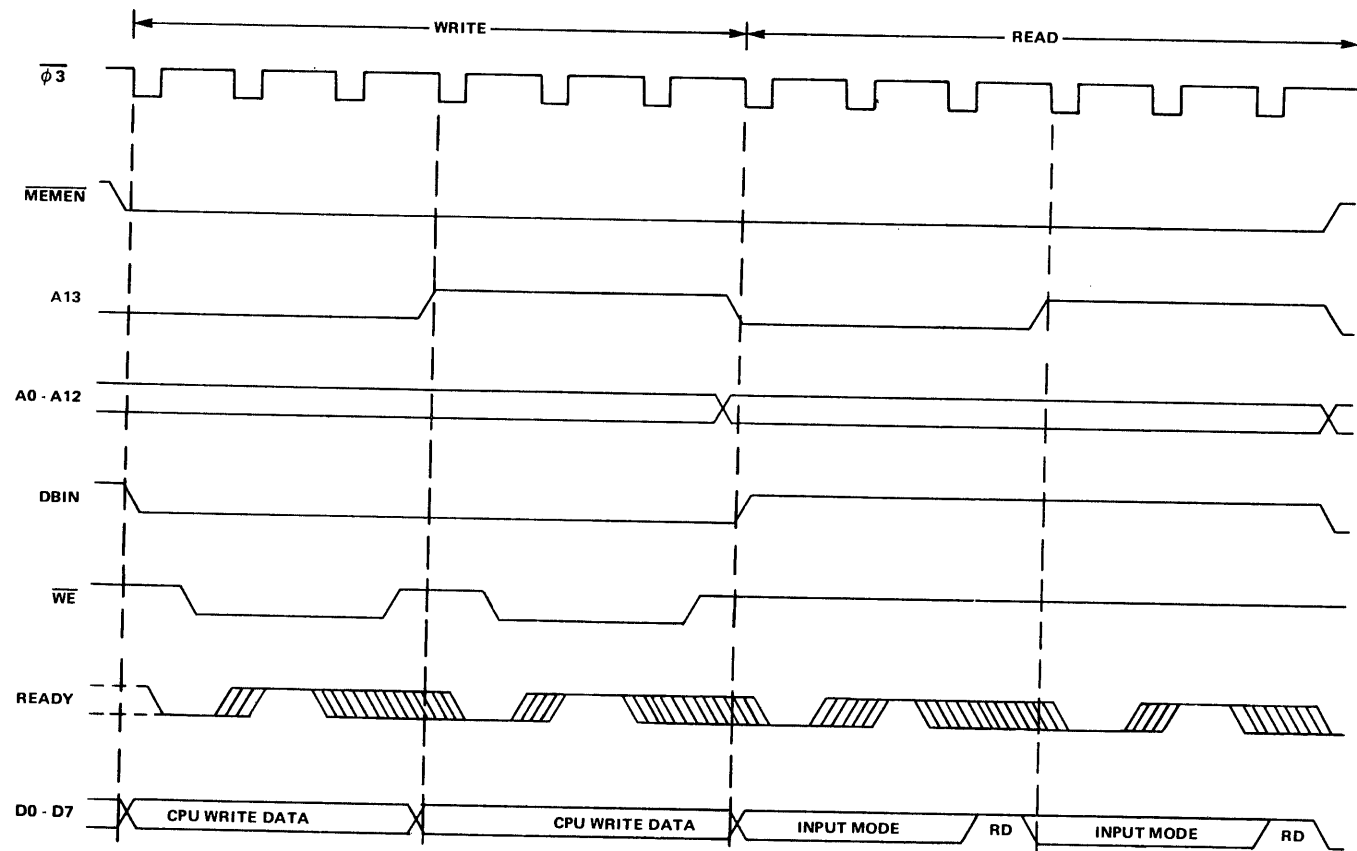 WRITE
READ
φ3
MEMEN
A13
A0 - A12
DBIN
WE
READY
D0 - D7
CPU WRITE DATA
CPU WRITE DATA
INPUT MODE
RD
INPUT MODE
RD